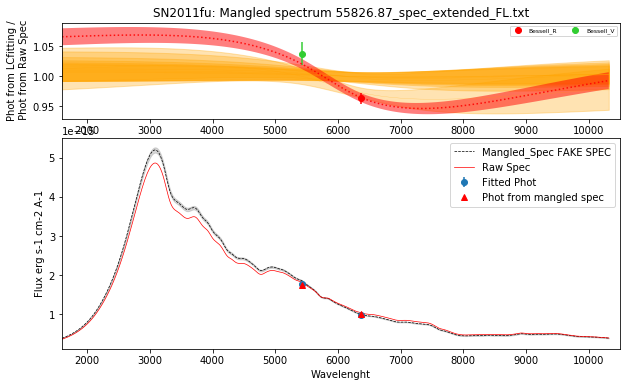 SN2011fu: Mangled spectrum 55826.87_spec_extended_FL.txt
Phot from LCfitting /
Phot from Raw Spec
1.05
1.00
0.95
Bessell_R
Bessell_V
2000 3000 4000 5000 6000 7000 8000 9000 10000
1e-15
Flux erg s-1 cm-2 A-1
5
4
3
2
1
Mangled_Spec FAKE SPEC
Raw Spec
Fitted Phot
Phot from mangled spec
2000 3000 4000 5000 6000 7000 8000 9000 10000
Wavelenght